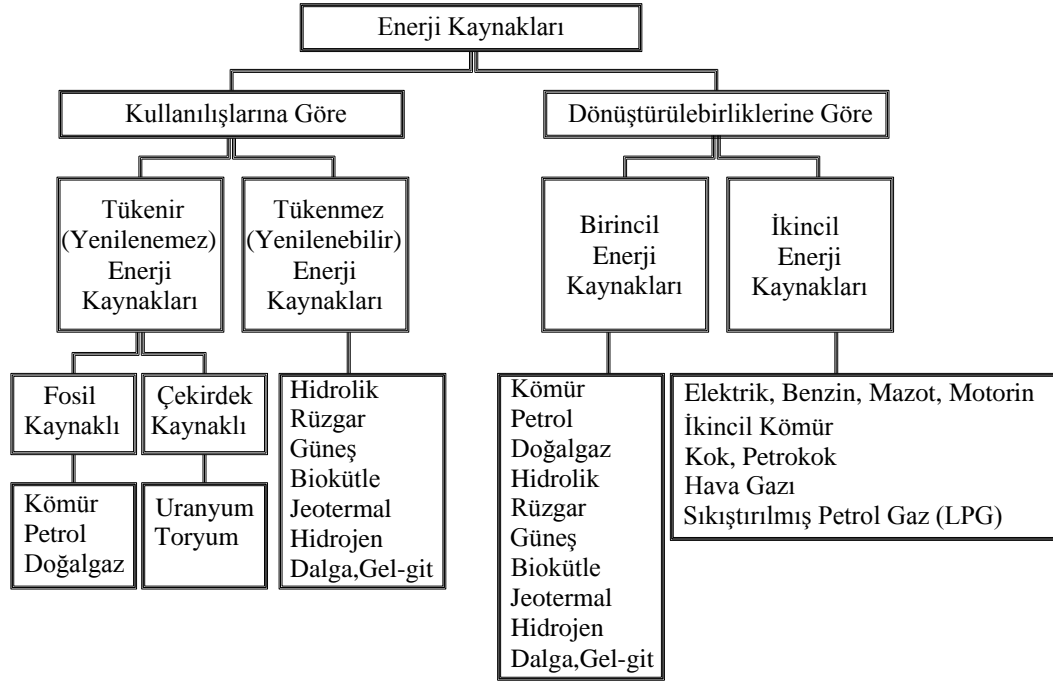 Enerji Kaynakları
Kullanılışlarına Göre
Dönüştürülebirliklerine Göre
Tükenir
(Yenilenemez)
Enerji
Kaynakları
Tükenmez
(Yenilenebilir)
Enerji
Kaynakları
Birincil
Enerji
Kaynakları
İkincil
Enerji
Kaynakları
Fosil
Kaynaklı
Çekirdek
Kaynaklı
Kömür
Petrol
Doğalgaz
Uranyum
Toryum
Hidrolik
Rüzgar
Güneş
Biokütle
Jeotermal
Hidrojen
Dalga,Gel-git
Kömür
Petrol
Doğalgaz
Hidrolik
Rüzgar
Güneş
Biokütle
Jeotermal
Hidrojen
Dalga,Gel-git
Elektrik, Benzin, Mazot, Motorin
İkincil Kömür
Kok, Petrokok
Hava Gazı
Sıkıştırılmış Petrol Gaz (LPG)